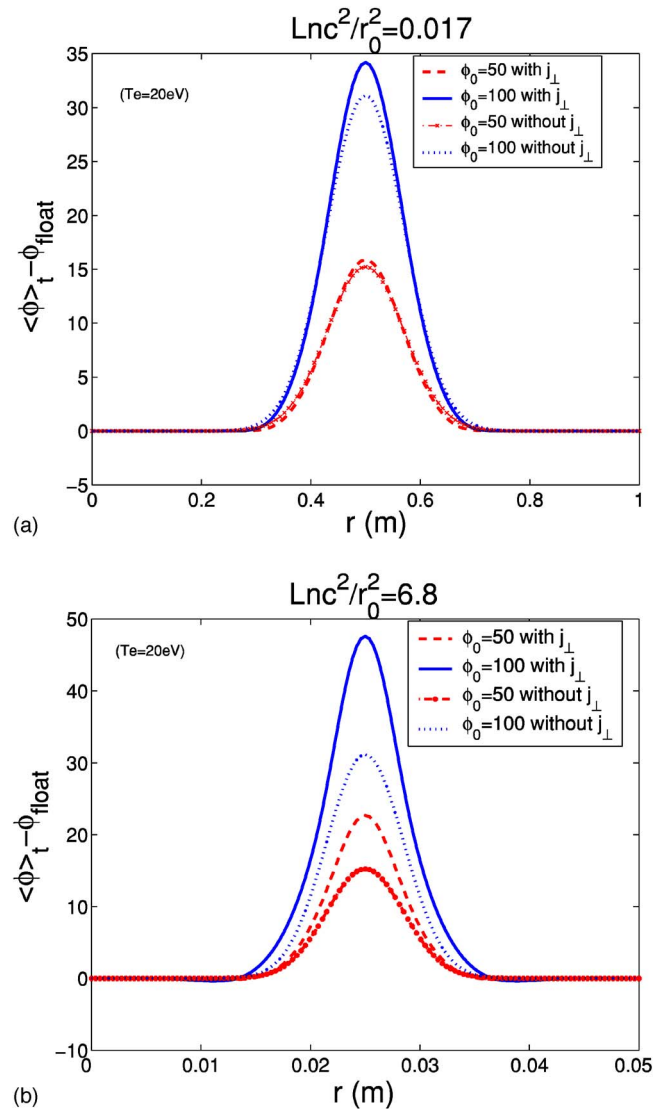 Lnc²/r₀²=0.017
35
30
25
20
15
10
5
0
−5
(Te=20eV)
ϕ₀=50 with j⊥
ϕ₀=100 with j⊥
ϕ₀=50 without j⊥
ϕ₀=100 without j⊥
<ϕ>ₜ−ϕfloat
0 0.2 0.4 0.6 0.8 1
r (m)
(a)
Lnc²/r₀²=6.8
50
40
30
20
10
0
−10
(Te=20eV)
ϕ₀=50 with j⊥
ϕ₀=100 with j⊥
ϕ₀=50 without j⊥
ϕ₀=100 without j⊥
<ϕ>ₜ−ϕfloat
0 0.01 0.02 0.03 0.04 0.05
r (m)
(b)